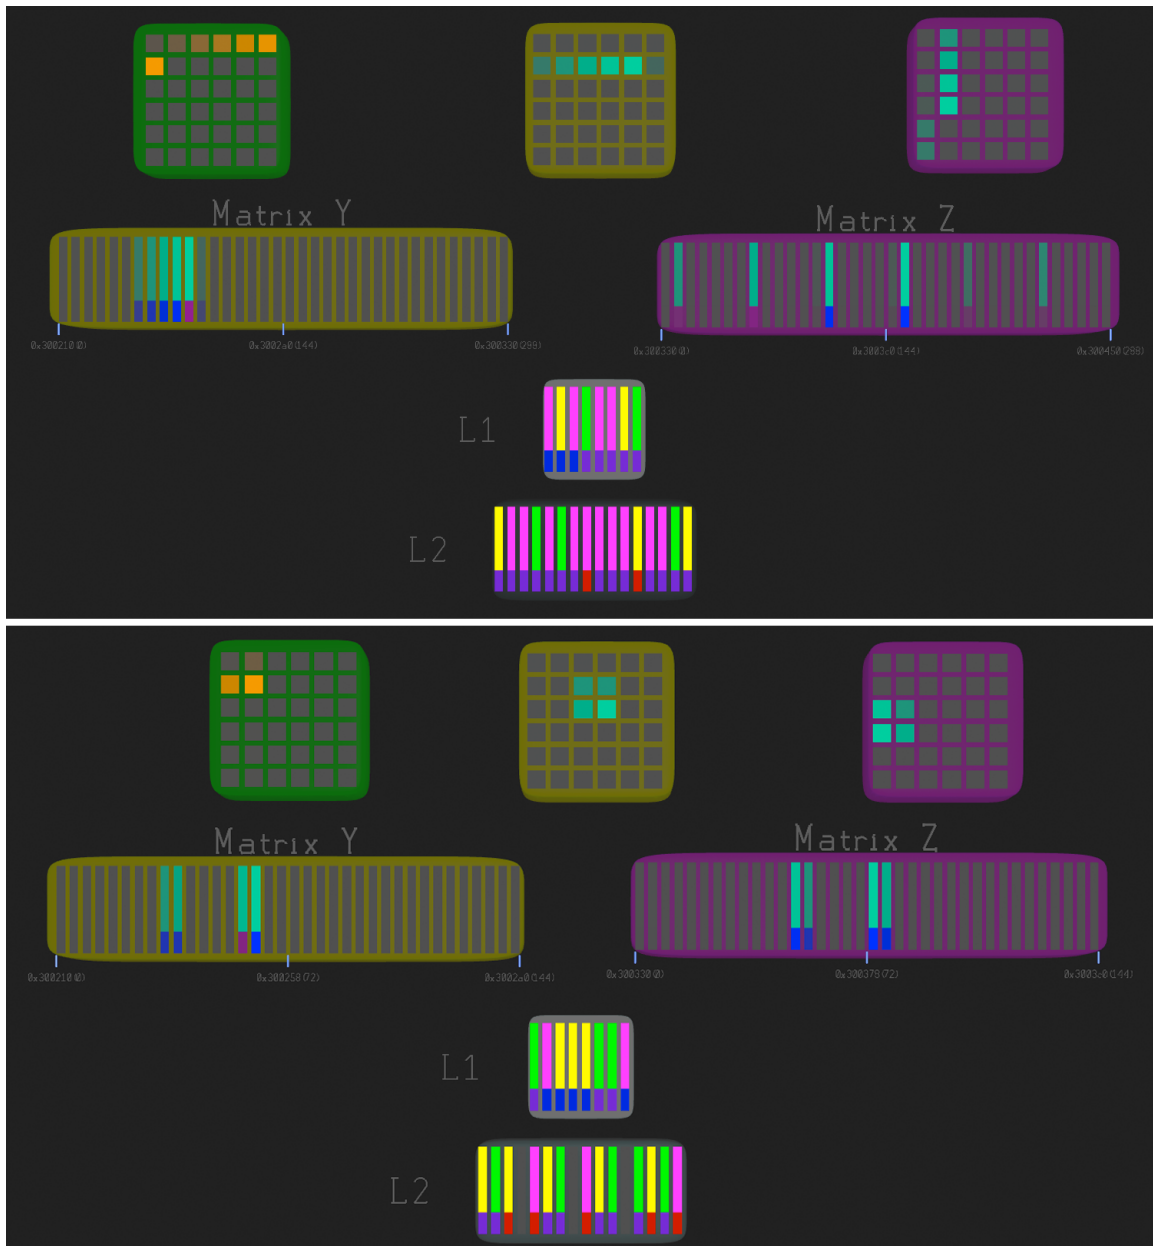 Matrix Y
Matrix Z
0x300210(0)
0x3002a0(144)
0x300330(288)
0x300330(0)
0x3003c0(144)
0x300450(288)
L1
L2
Matrix Y
Matrix Z
0x300210(0)
0x300258(72)
0x3002a0(144)
0x300330(0)
0x300378(72)
0x3003c0(144)
L1
L2